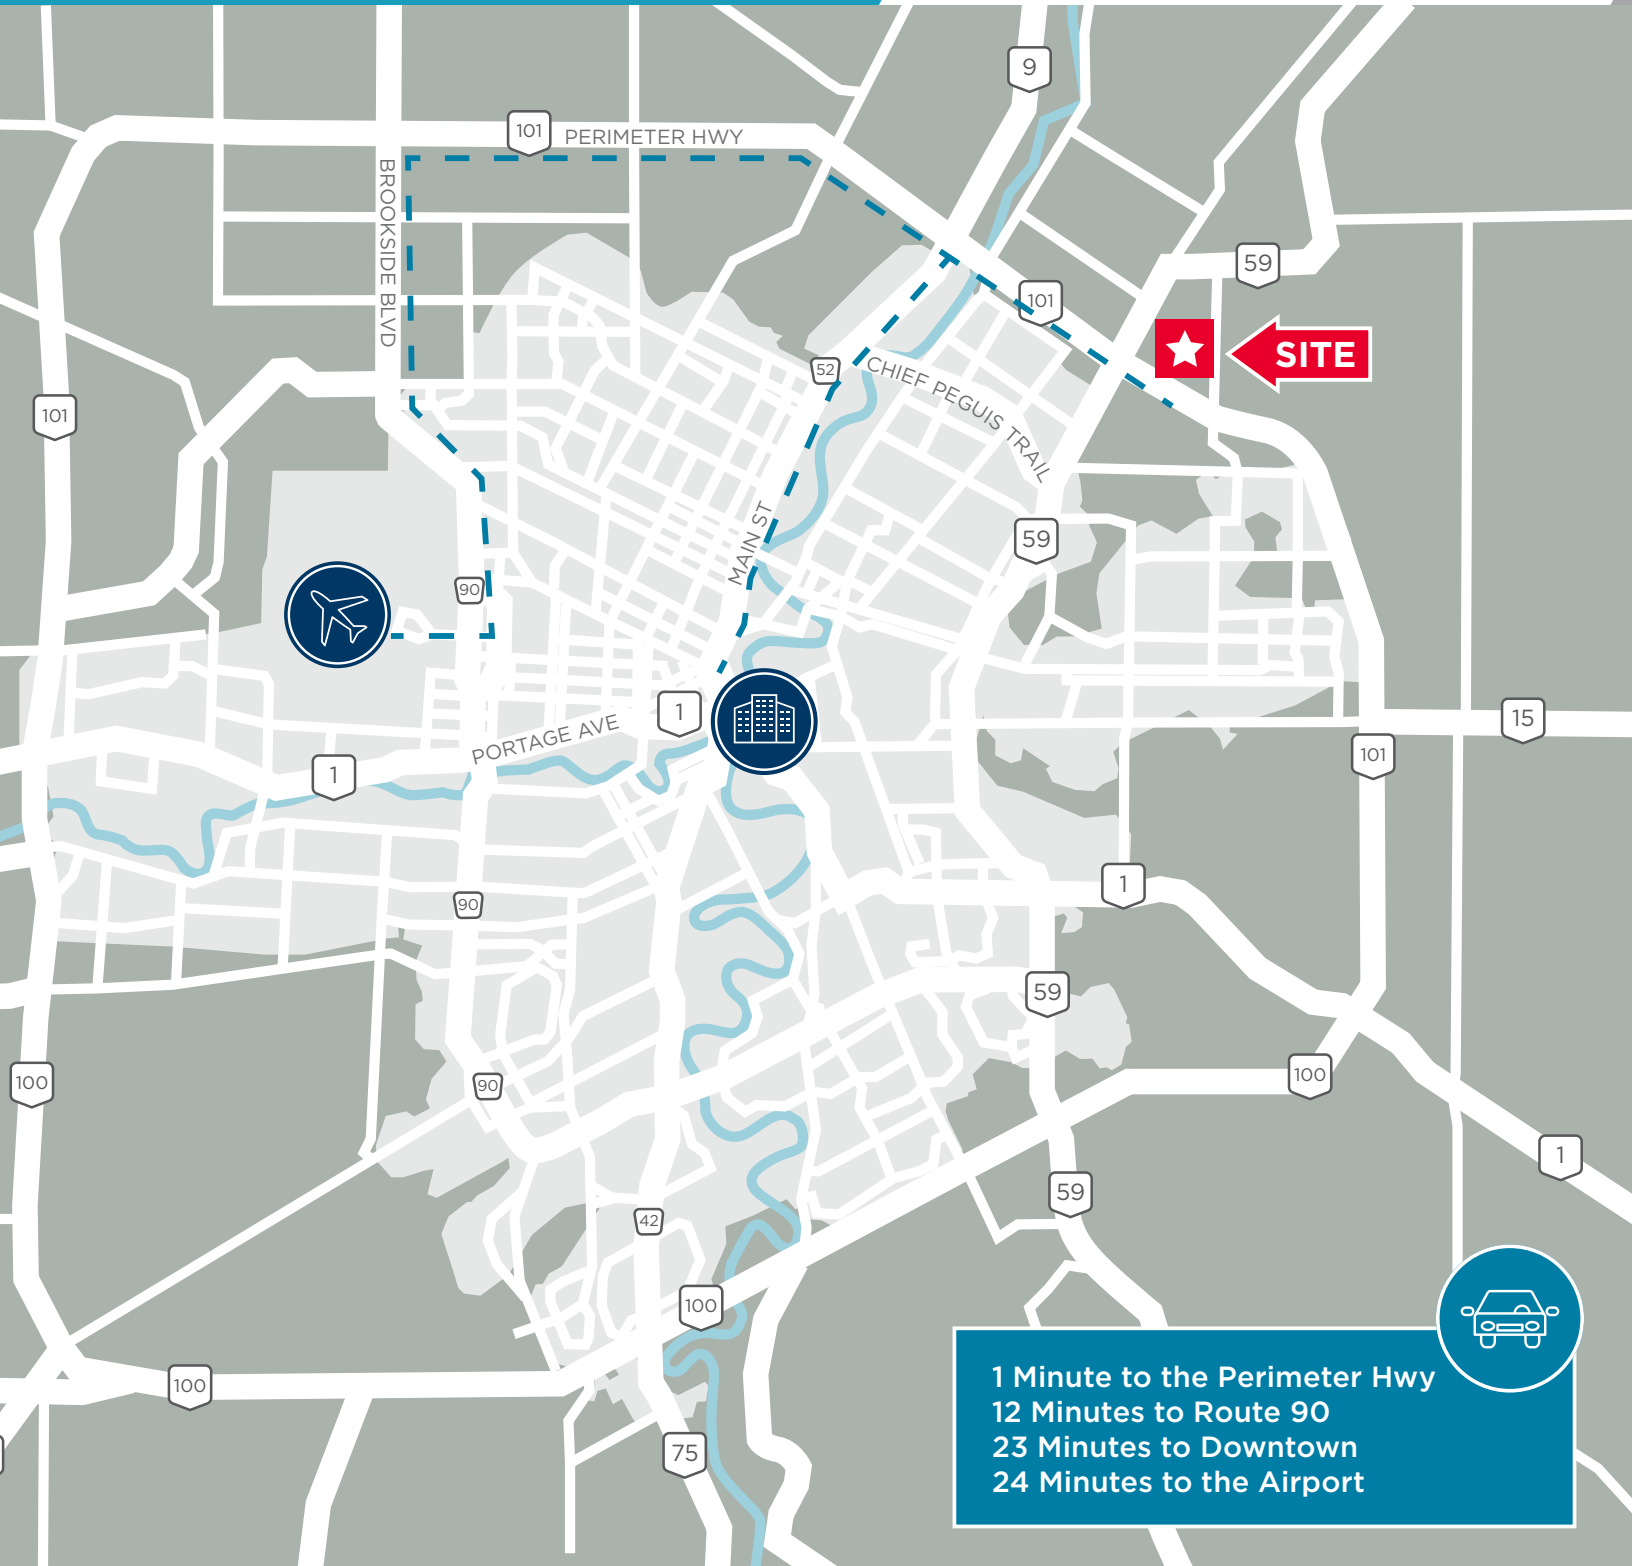 9
101
PERIMETER HWY
BROOKSIDE BLVD
59
101
SITE
52
CHIEF PEGUIS TRAIL
101
MAIN ST
59
90
1
15
PORTAGE AVE
101
1
1
90
59
100
100
90
1
59
42
100
100
75
1 Minute to the Perimeter Hwy
12 Minutes to Route 90
23 Minutes to Downtown
24 Minutes to the Airport